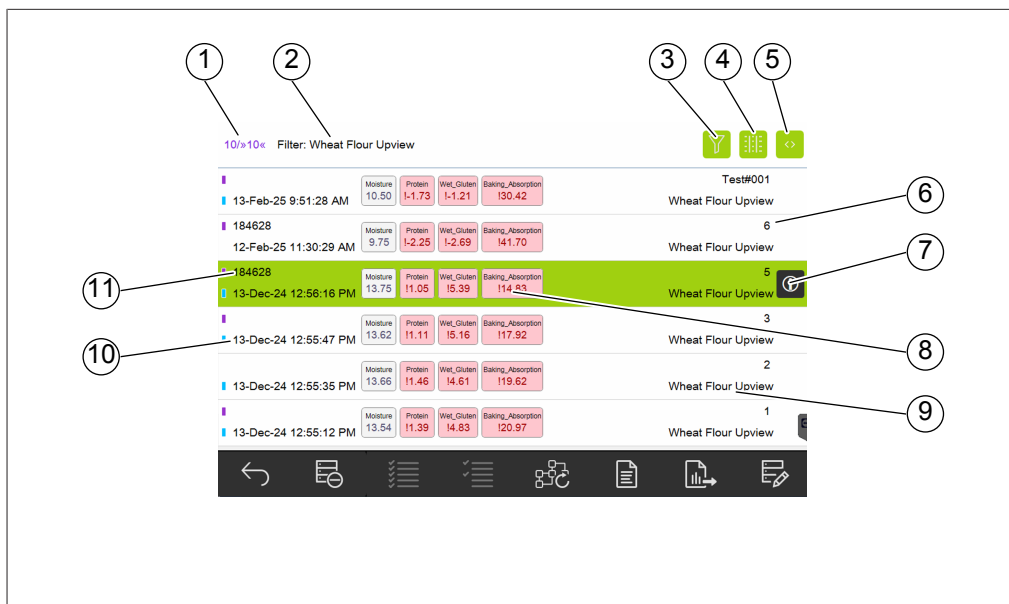 1 2 3 4 5
10/»10« Filter: Wheat Flour Upview <>
Test#001
Moisture Protein Wet_Gluten Baking_Absorption
10.50 !-1.73 !-1.21 !30.42
13-Feb-25 9:51:28 AM Wheat Flour Upview
6
184628 6
Moisture Protein Wet_Gluten Baking_Absorption
9.75 !-2.25 !-2.69 !41.70
12-Feb-25 11:30:29 AM Wheat Flour Upview
7
184628 5
Moisture Protein Wet_Gluten Baking_Absorption
13.75 !1.05 !5.39 !14.83
13-Dec-24 12:56:16 PM Wheat Flour Upview
11
3
Moisture Protein Wet_Gluten Baking_Absorption
13.62 !1.11 !5.16 !17.92
13-Dec-24 12:55:47 PM Wheat Flour Upview
10 8
2
Moisture Protein Wet_Gluten Baking_Absorption
13.66 !1.46 !4.61 !19.62
13-Dec-24 12:55:35 PM Wheat Flour Upview
9
1
Moisture Protein Wet_Gluten Baking_Absorption
13.54 !1.39 !4.83 !20.97
13-Dec-24 12:55:12 PM Wheat Flour Upview